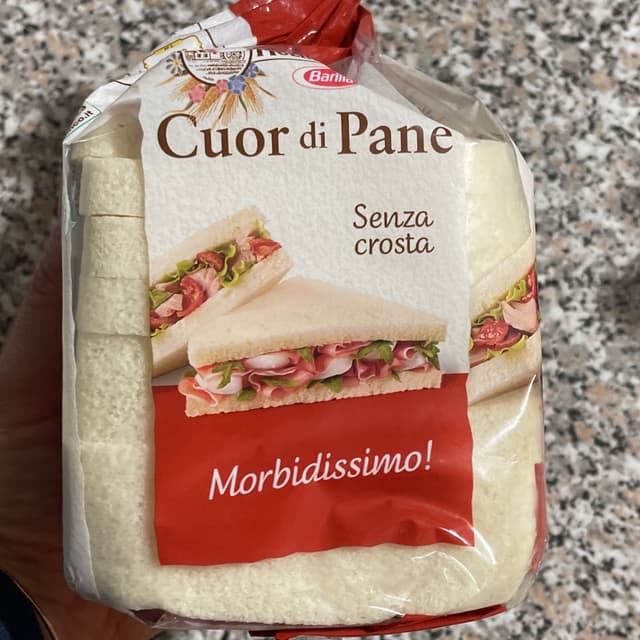 Barilla
Cuor di Pane
Senza
crosta
Morbidissimo!